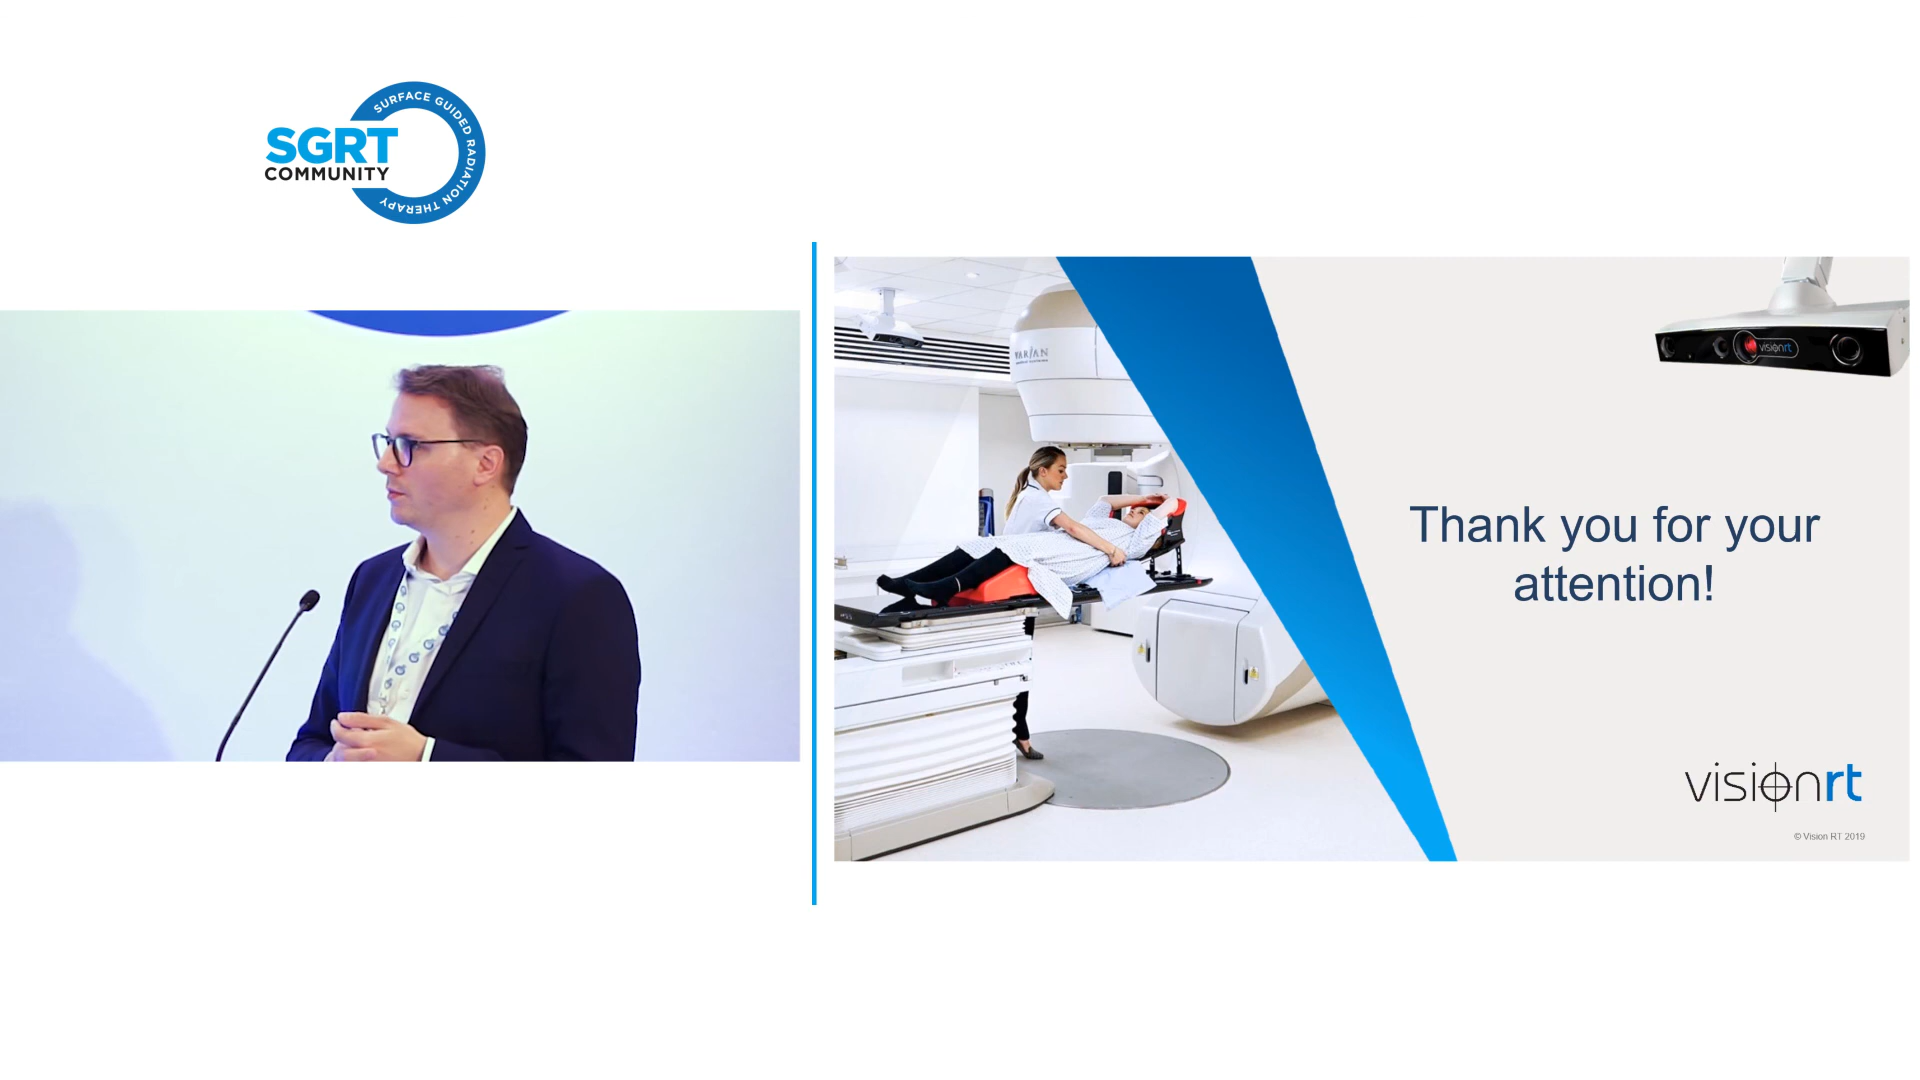 SURFACE GUIDED RADIATION THERAPY
SGRT
COMMUNITY
VARIAN
visionrt
Thank you for your
attention!
visionrt
© Vision RT 2019